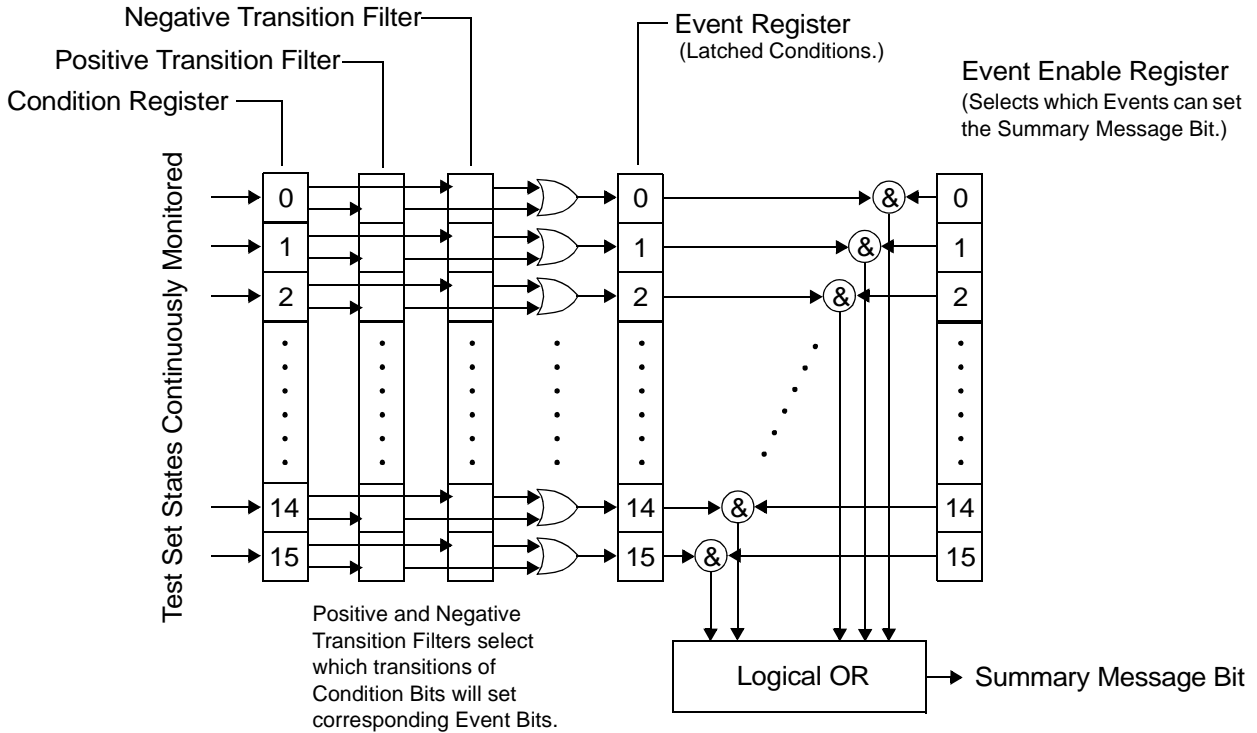 Negative Transition Filter
Positive Transition Filter
Condition Register
Event Register
(Latched Conditions.)
Event Enable Register
(Selects which Events can set
the Summary Message Bit.)
Test Set States Continuously Monitored
0 0 & 0
1 1 & 1
2 2 & 2
14 14 & 14
15 15 & 15
Positive and Negative
Transition Filters select
which transitions of
Condition Bits will set
corresponding Event Bits.
Logical OR
Summary Message Bit